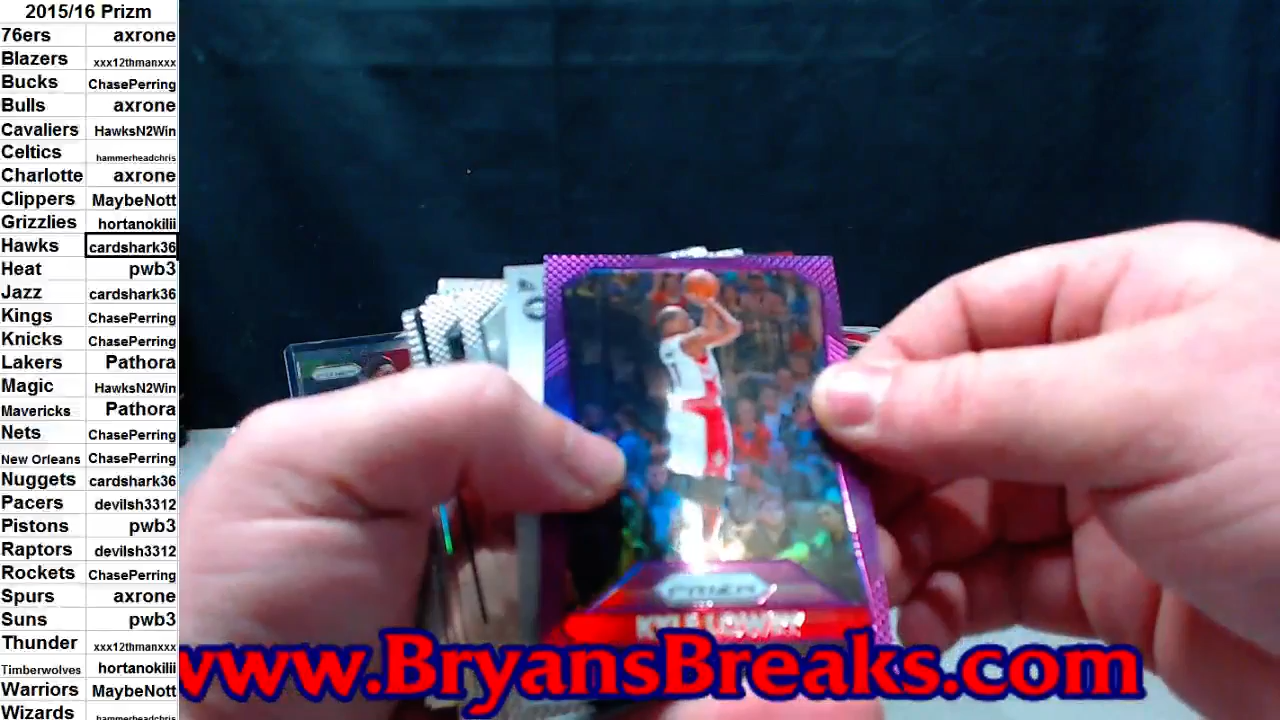 2015/16 Prizm
76ers axrone
Blazers xxx12thmanxxx
Bucks ChasePerring
Bulls axrone
Cavaliers HawksN2Win
Celtics hammerheadchris
Charlotte axrone
Clippers MaybeNott
Grizzlies hortanokilii
Hawks cardshark36
Heat pwb3
Jazz cardshark36
Kings ChasePerring
Knicks ChasePerring
Lakers Pathora
Magic HawksN2Win
Mavericks Pathora
Nets ChasePerring
New Orleans ChasePerring
Nuggets cardshark36
Pacers devilsh3312
Pistons pwb3
Raptors devilsh3312
Rockets ChasePerring
Spurs axrone
Suns pwb3
Thunder xxx12thmanxxx
Timberwolves hortanokilii
Warriors MaybeNott
Wizards hammerheadchris
PRIZM
KYLE LOWRY
www.BryansBreaks.com